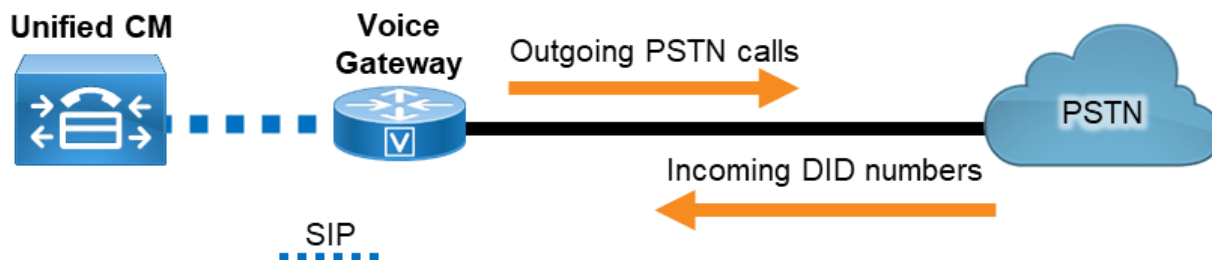 Unified CM
Voice
Gateway
Outgoing PSTN calls
PSTN
Incoming DID numbers
V
SIP